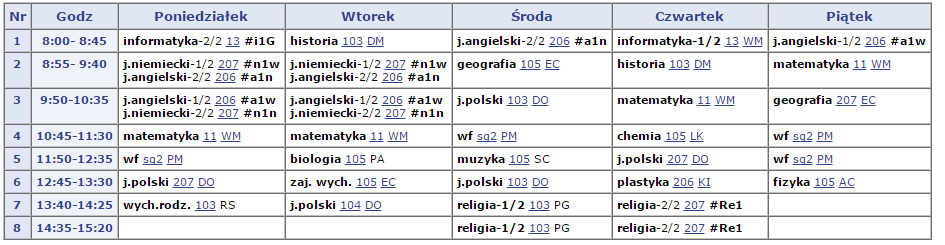 Nr Godz Poniedziałek Wtorek Środa Czwartek Piątek
1 8:00- 8:45 informatyka-2/2 13 #i1G historia 103 DM j.angielski-2/2 206 #a1n informatyka-1/2 13 WM j.angielski-1/2 206 #a1w
2 8:55- 9:40 j.niemiecki-1/2 207 #n1w j.niemiecki-1/2 207 #n1w geografia 105 EC historia 103 DM matematyka 11 WM
j.angielski-2/2 206 #a1n j.angielski-2/2 206 #a1n
3 9:50-10:35 j.angielski-1/2 206 #a1w j.angielski-1/2 206 #a1w j.polski 103 DO matematyka 11 WM geografia 207 EC
j.niemiecki-2/2 207 #n1n j.niemiecki-2/2 207 #n1n
4 10:45-11:30 matematyka 11 WM matematyka 11 WM wf sg2 PM chemia 105 LK wf sg2 PM
5 11:50-12:35 wf sg2 PM biologia 105 PA muzyka 105 SC j.polski 207 DO wf sg2 PM
6 12:45-13:30 j.polski 207 DO zaj. wych. 105 EC j.polski 103 DO plastyka 206 KI fizyka 105 AC
7 13:40-14:25 wych.rodz. 103 RS j.polski 104 DO religia-1/2 103 PG religia-2/2 207 #Re1
8 14:35-15:20 religia-1/2 103 PG religia-2/2 207 #Re1